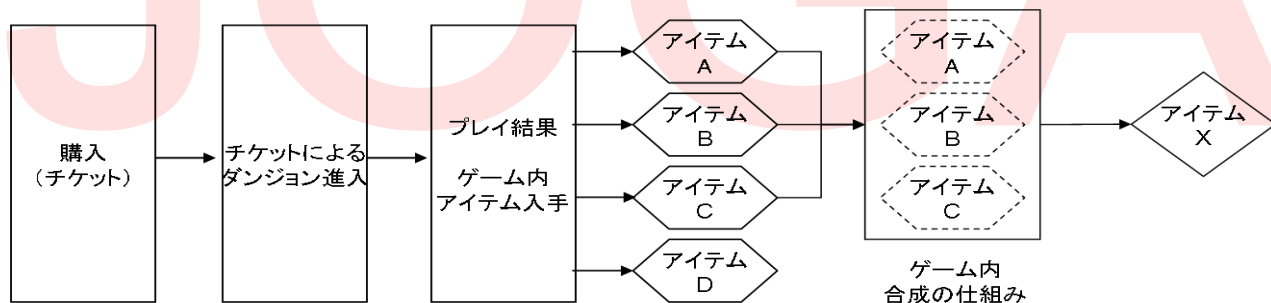 JOGA
購入
(チケット)
チケットによる
ダンジョン進入
プレイ結果
ゲーム内
アイテム入手
アイテム
A
アイテム
B
アイテム
C
アイテム
D
アイテム
A
アイテム
B
アイテム
C
ゲーム内
合成の仕組み
アイテム
X